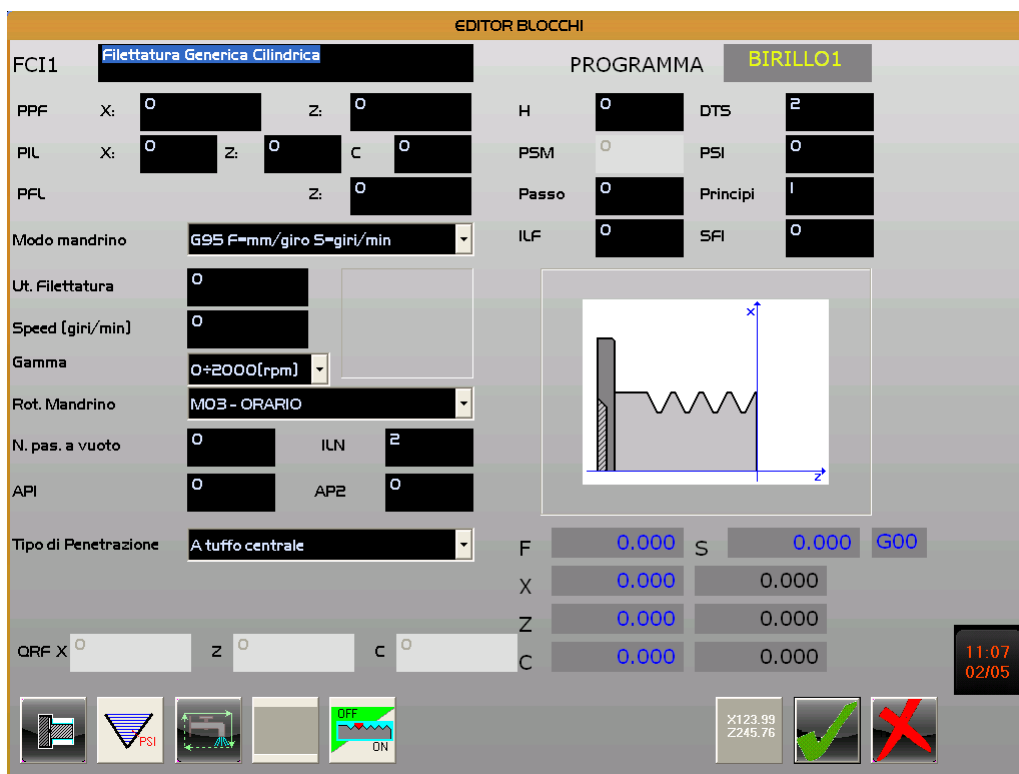 EDITOR BLOCCHI
FCI1 Filettatura Generica Cilindrica PROGRAMMA BIRILLO1
PPF X: 0 Z: 0 H 0 DTS 2
PIL X: 0 Z: 0 C 0 PSM 0 PSI 0
PFL Z: 0 Passo 0 Principi 1
Modo mandrino G95 F=mm/giro S=giri/min ILF 0 SFI 0
Ut. Filettatura 0
Speed [giri/min] 0
Gamma 0÷2000[rpm]
Rot. Mandrino M03 - ORARIO
N. pas. a vuoto 0 ILN 2
AP1 0 AP2 0
x
z
Tipo di Penetrazione A tuffo centrale
F 0.000 S 0.000 G00
X 0.000 0.000
Z 0.000 0.000
C 0.000 0.000
QRF X 0 Z 0 C 0
11:07
02/05
PSI
OFF
ON
X123.99
Z245.76